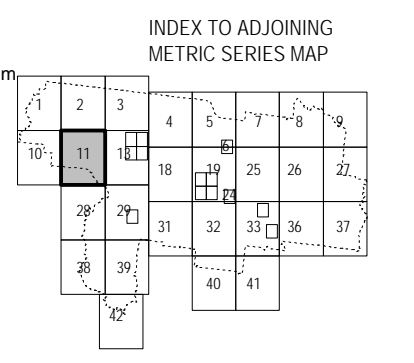 INDEX TO ADJOINING
METRIC SERIES MAP
m
1 2 3
4 5 7 8 9
10 11 13 6
18 19 25 26 27
28 29 24
31 32 33 36 37
38 39
40 41
42